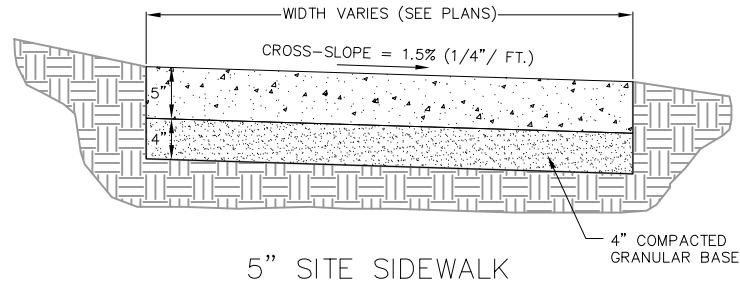 WIDTH VARIES (SEE PLANS)
CROSS-SLOPE = 1.5% (1/4"/ FT.)
5"
4"
4" COMPACTED
GRANULAR BASE
5" SITE SIDEWALK